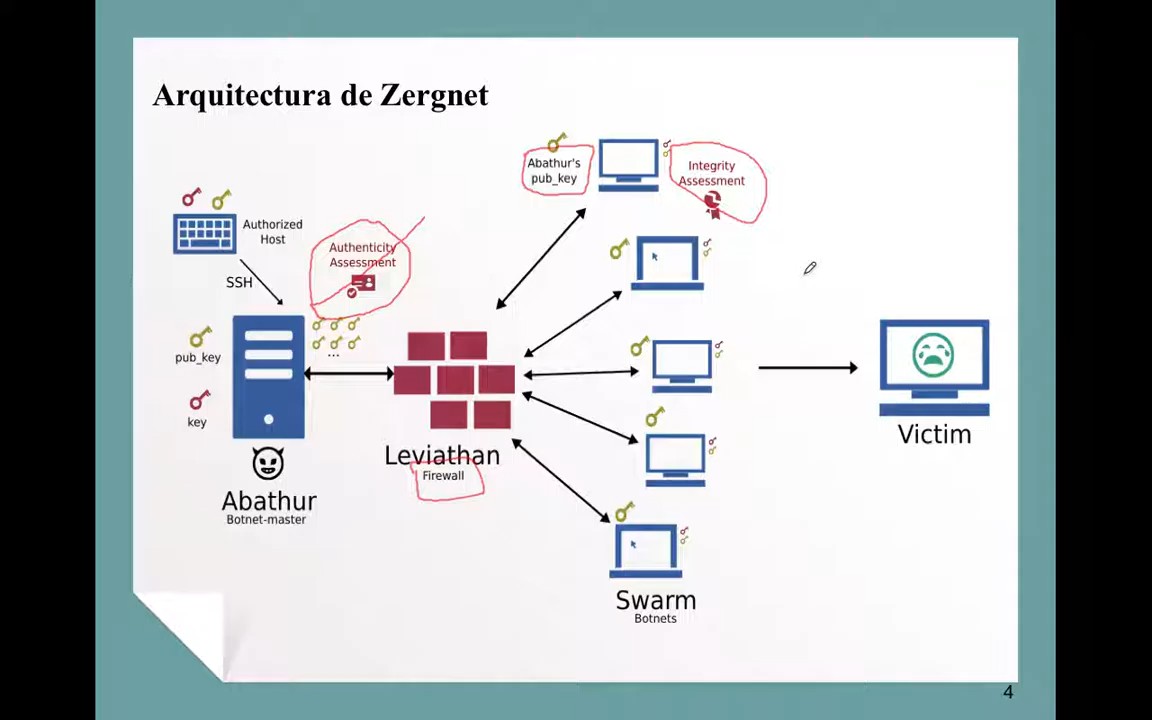 Arquitectura de Zergnet
Abathur's
pub_key
Integrity
Assessment
Authorized
Host
Authenticity
Assessment
SSH
...
pub_key
key
Leviathan
Firewall
Victim
Abathur
Botnet-master
Swarm
Botnets
4